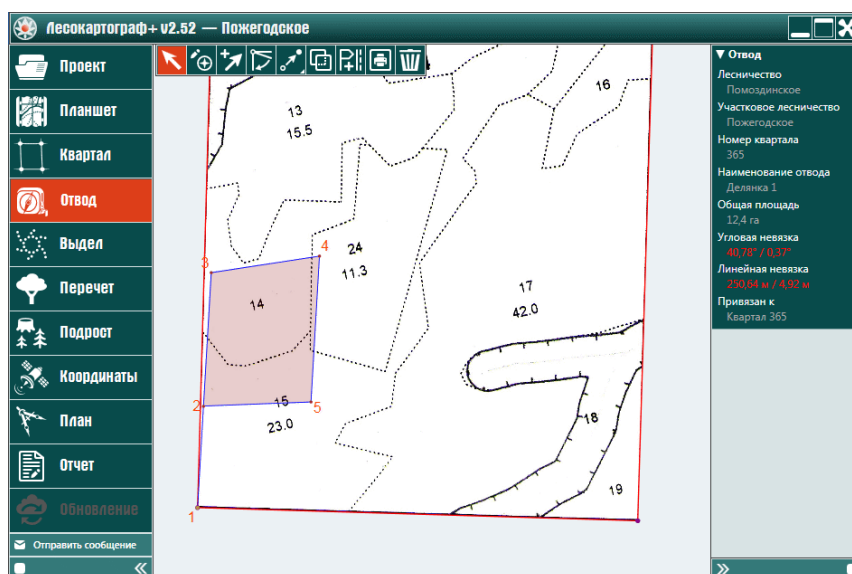 Лесокартограф+ v2.52 — Пожегодское
Проект
Планшет
Квартал
Отвод
Выдел
Перечет
Подрост
Координаты
План
Отчет
Обновление
Отправить сообщение
13
15.5
16
24
11.3
4
3
14
17
42.0
2
15
5
23.0
18
19
1
▼ Отвод
Лесничество
Помоздинское
Участковое лесничество
Пожегодское
Номер квартала
365
Наименование отвода
Делянка 1
Общая площадь
12,4 га
Угловая невязка
40,78° / 0,37°
Линейная невязка
250,64 м / 4,92 м
Привязан к
Квартал 365